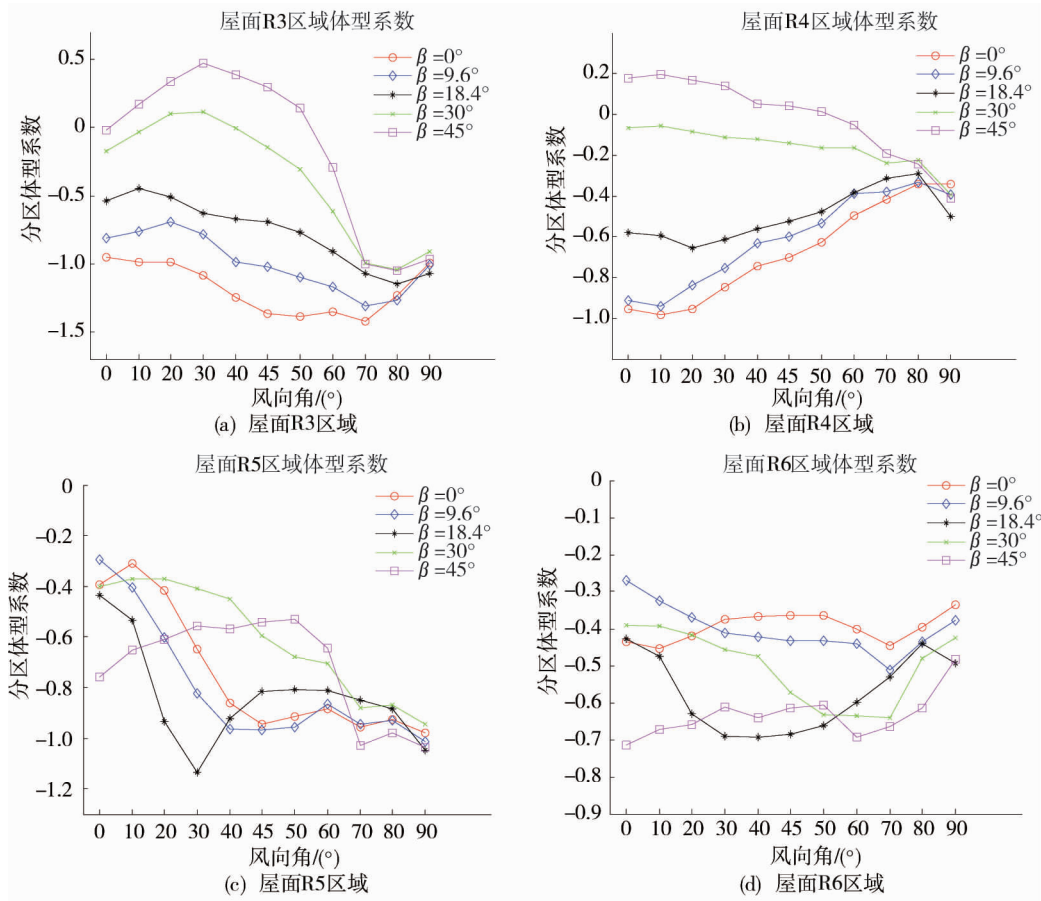 屋面R3区域体型系数
β=0°
β=9.6°
β=18.4°
β=30°
β=45°
分区体型系数
0.5
0
−0.5
−1.0
−1.5
0 10 20 30 40 45 50 60 70 80 90
风向角/(°)
(a) 屋面R3区域
屋面R4区域体型系数
β=0°
β=9.6°
β=18.4°
β=30°
β=45°
分区体型系数
0.2
0
−0.2
−0.4
−0.6
−0.8
−1.0
0 10 20 30 40 45 50 60 70 80 90
风向角/(°)
(b) 屋面R4区域
屋面R5区域体型系数
β=0°
β=9.6°
β=18.4°
β=30°
β=45°
分区体型系数
0
−0.2
−0.4
−0.6
−0.8
−1.0
−1.2
0 10 20 30 40 45 50 60 70 80 90
风向角/(°)
(c) 屋面R5区域
屋面R6区域体型系数
β=0°
β=9.6°
β=18.4°
β=30°
β=45°
分区体型系数
0
−0.1
−0.2
−0.3
−0.4
−0.5
−0.6
−0.7
−0.8
−0.9
0 10 20 30 40 45 50 60 70 80 90
风向角/(°)
(d) 屋面R6区域